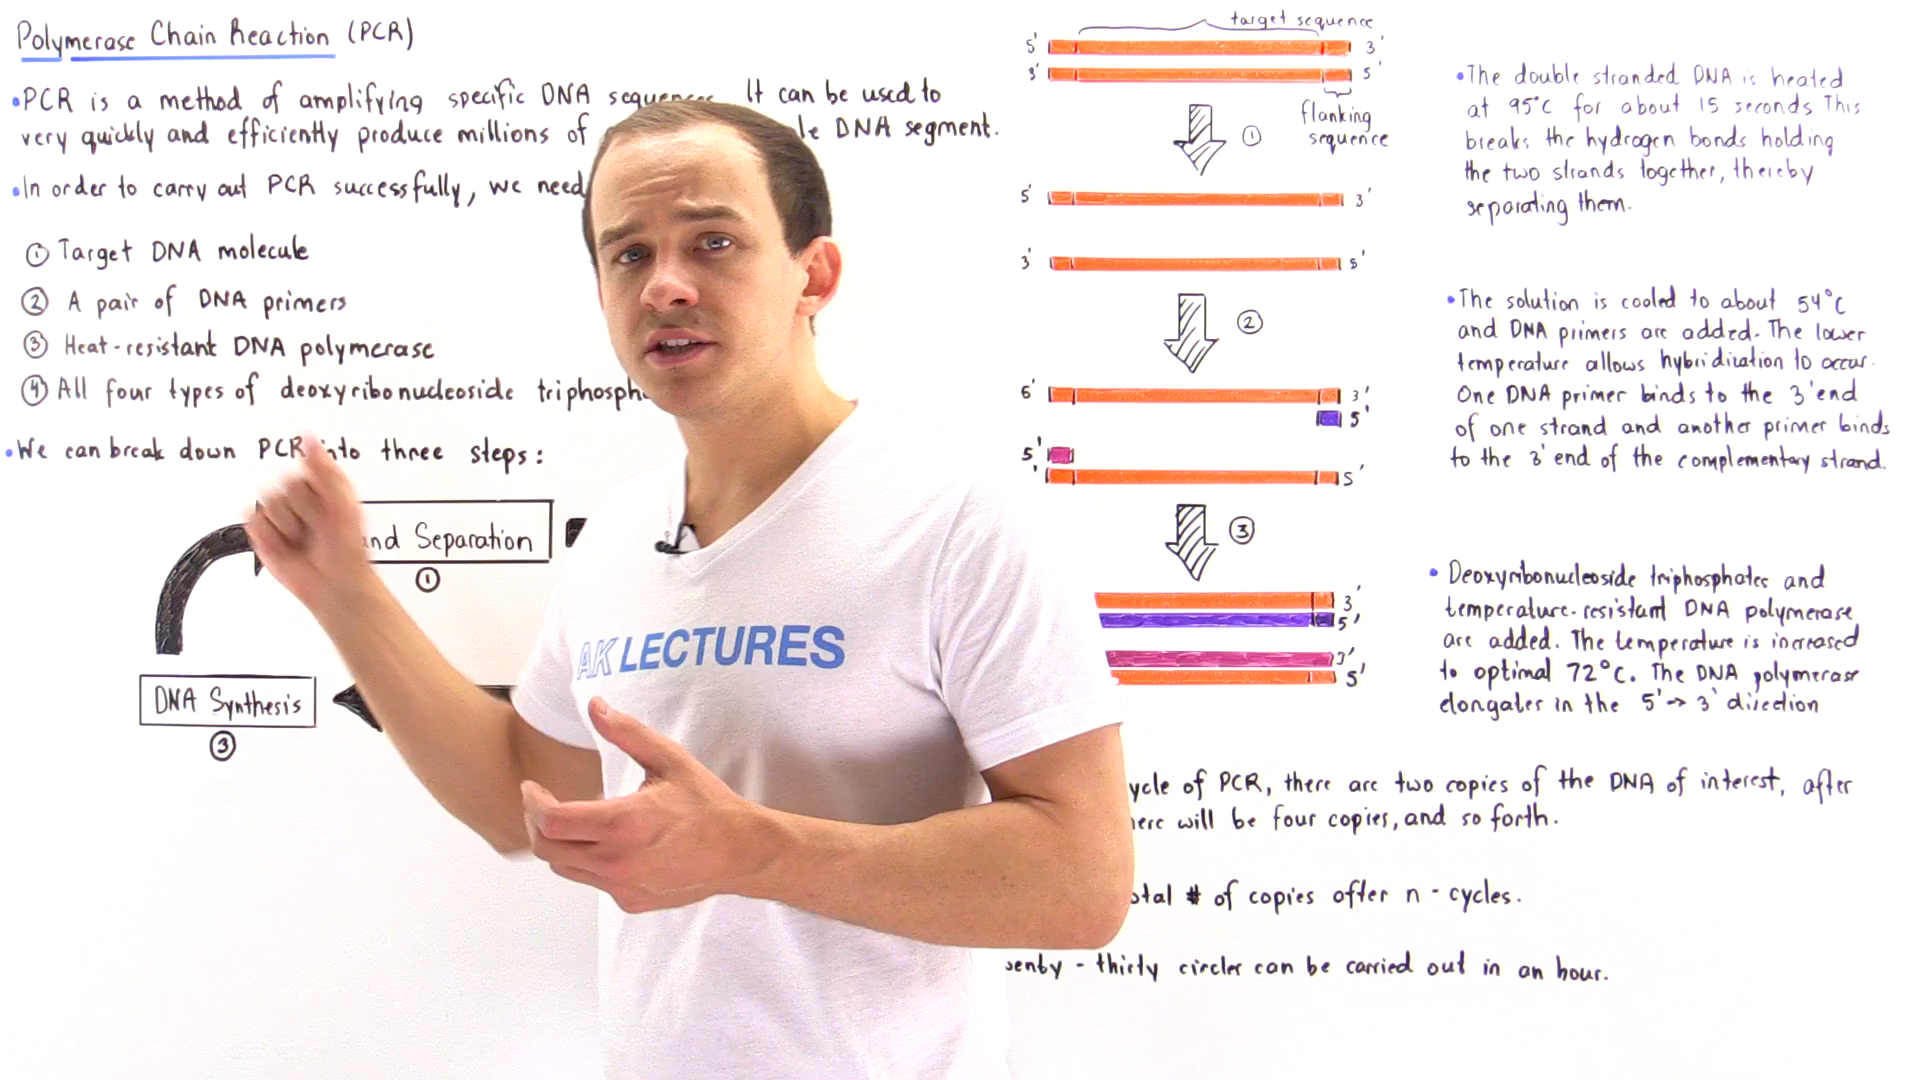 Polymerase Chain Reaction (PCR)
• PCR is a method of amplifying specific DNA sequences. It can be used to
very quickly and efficiently produce millions of DNA segment.
• In order to carry out PCR successfully, we need
① Target DNA molecule
② A pair of DNA primers
③ Heat-resistant DNA polymerase
④ All four types of deoxyribonucleoside triphosph
• We can break down PCR into three steps:
and Separation
①
DNA Synthesis
③
AK LECTURES
target sequence
5' 3'
3' 5'
flanking
sequence
①
5' 3'
3' 5'
②
5' 3'
5'
5'
5'
③
3'
5'
3'
5'
• The double stranded DNA is heated
at 95°C for about 15 seconds This
breaks the hydrogen bonds holding
the two strands together, thereby
separating them.
• The solution is cooled to about 54°C
and DNA primers are added. The lower
temperature allows hybridization to occur.
One DNA primer binds to the 3' end
of one strand and another primer binds
to the 3' end of the complementary strand.
• Deoxyribonucleoside triphosphates and
temperature-resistant DNA polymerase
are added. The temperature is increased
to optimal 72°C. The DNA polymerase
elongates in the 5'→3' direction
ycle of PCR, there are two copies of the DNA of interest, after
here will be four copies, and so forth.
otal # of copies after n-cycles.
wenty-thirty circles can be carried out in an hour.